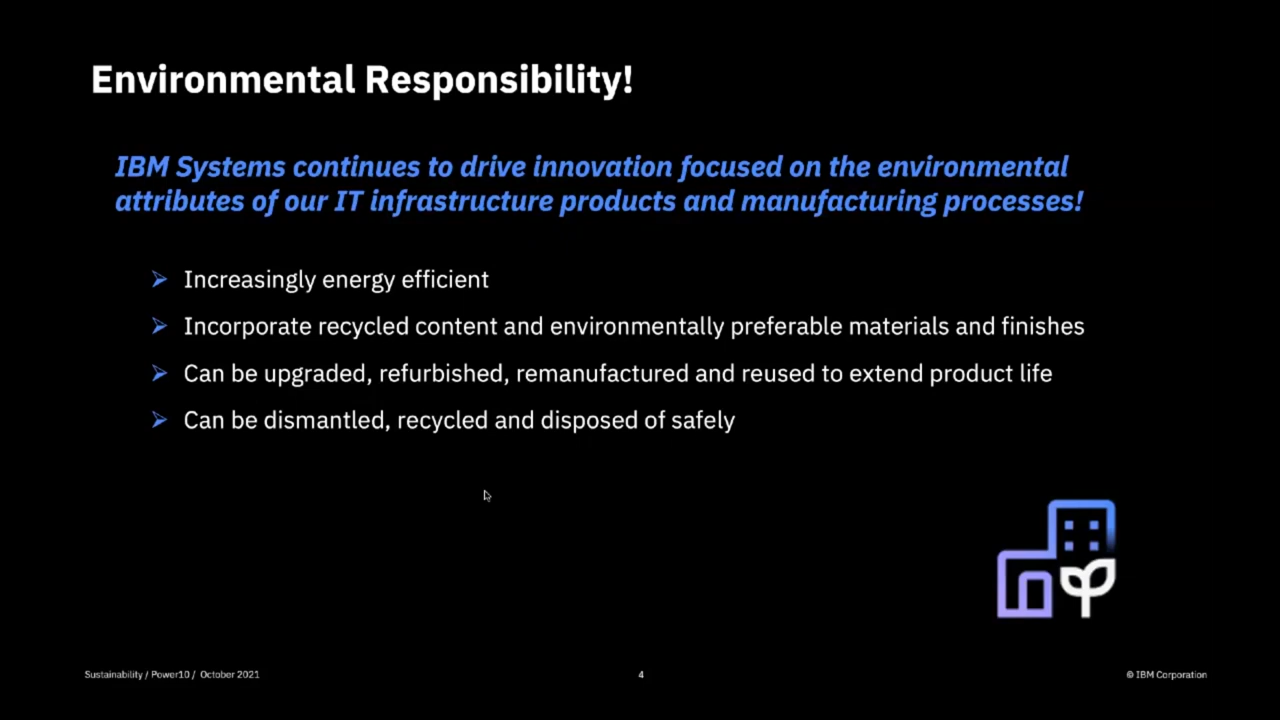 Environmental Responsibility!
IBM Systems continues to drive innovation focused on the environmental
attributes of our IT infrastructure products and manufacturing processes!
Increasingly energy efficient
Incorporate recycled content and environmentally preferable materials and finishes
Can be upgraded, refurbished, remanufactured and reused to extend product life
Can be dismantled, recycled and disposed of safely
Sustainability / Power10 / October 2021
4
© IBM Corporation